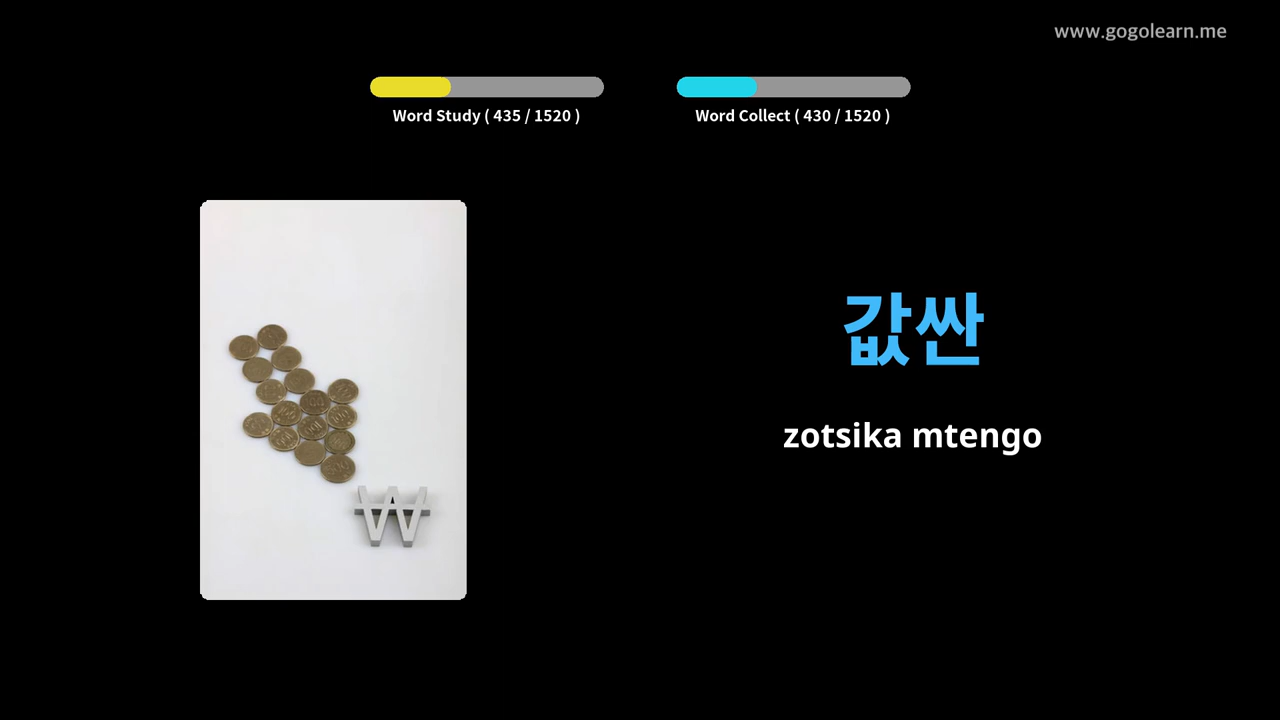 www.gogolearn.me
Word Study ( 435 / 1520 )
Word Collect ( 430 / 1520 )
값싼
zotsika mtengo
₩